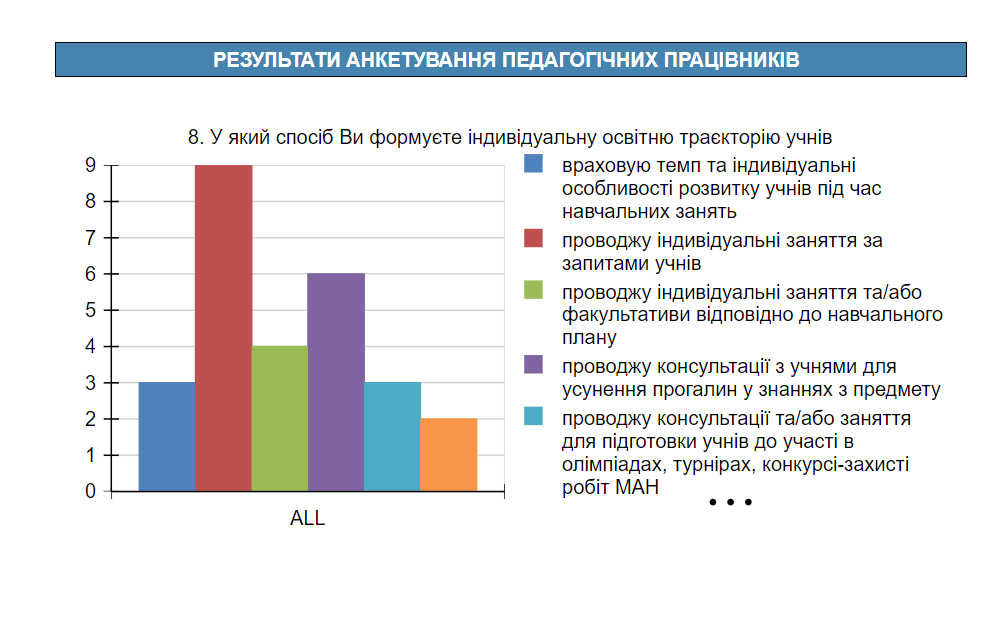 РЕЗУЛЬТАТИ АНКЕТУВАННЯ ПЕДАГОГІЧНИХ ПРАЦІВНИКІВ
8. У який спосіб Ви формуєте індивідуальну освітню траєкторію учнів
9
8
7
6
5
4
3
2
1
0
ALL
враховую темп та індивідуальні
особливості розвитку учнів під час
навчальних занять
проводжу індивідуальні заняття за
запитами учнів
проводжу індивідуальні заняття та/або
факультативи відповідно до навчального
плану
проводжу консультації з учнями для
усунення прогалин у знаннях з предмету
проводжу консультації та/або заняття
для підготовки учнів до участі в
олімпіадах, турнірах, конкурсі-захисті
робіт МАН
• • •